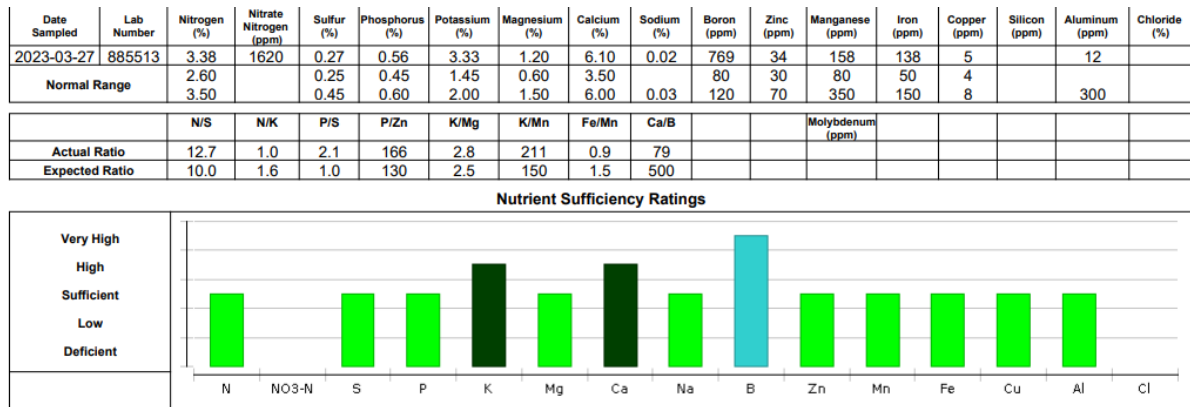 Date Sampled Lab Number Nitrogen (%) Nitrate Nitrogen (ppm) Sulfur (%) Phosphorus (%) Potassium (%) Magnesium (%) Calcium (%) Sodium (%) Boron (ppm) Zinc (ppm) Manganese (ppm) Iron (ppm) Copper (ppm) Silicon (ppm) Aluminum (ppm) Chloride (%)
2023-03-27 885513 3.38 1620 0.27 0.56 3.33 1.20 6.10 0.02 769 34 158 138 5 12
Normal Range
2.60 0.25 0.45 1.45 0.60 3.50 80 30 80 50 4
3.50 0.45 0.60 2.00 1.50 6.00 0.03 120 70 350 150 8 300
N/S N/K P/S P/Zn K/Mg K/Mn Fe/Mn Ca/B Molybdenum (ppm)
Actual Ratio 12.7 1.0 2.1 166 2.8 211 0.9 79
Expected Ratio 10.0 1.6 1.0 130 2.5 150 1.5 500
Nutrient Sufficiency Ratings
Very High
High
Sufficient
Low
Deficient
N NO3-N S P K Mg Ca Na B Zn Mn Fe Cu Al Cl